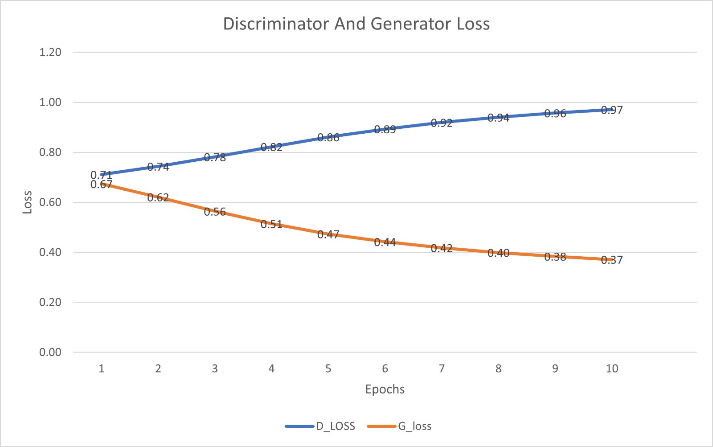 Discriminator And Generator Loss
1.20
1.00
0.80
0.60
0.40
0.20
0.00
Loss
0.71 0.74 0.78 0.82 0.86 0.89 0.92 0.94 0.96 0.97
0.67 0.62 0.56 0.51 0.47 0.44 0.42 0.40 0.38 0.37
1 2 3 4 5 6 7 8 9 10
Epochs
D_LOSS G_loss